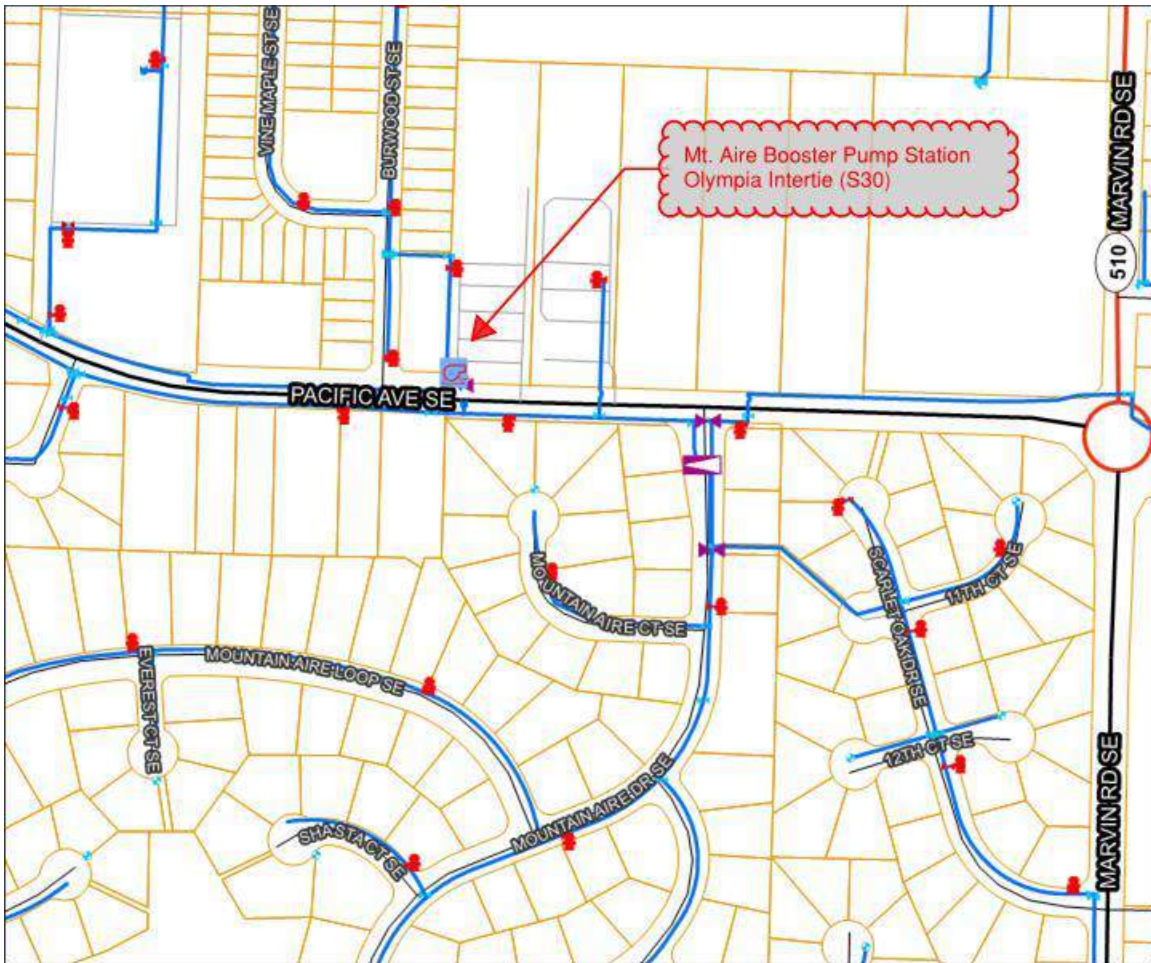 VINE MAPLE ST SE
BURWOOD ST SE
MARVIN RD SE
Mt. Aire Booster Pump Station
Olympia Intertie (S30)
510
PACIFIC AVE SE
MOUNTAIN AIRE CT SE
SCARLET OAK DR SE
11TH CT SE
MOUNTAIN AIRE LOOP SE
EVEREST CT SE
12TH CT SE
MOUNTAIN AIRE DR SE
SHASTA CT SE
MARVIN RD SE